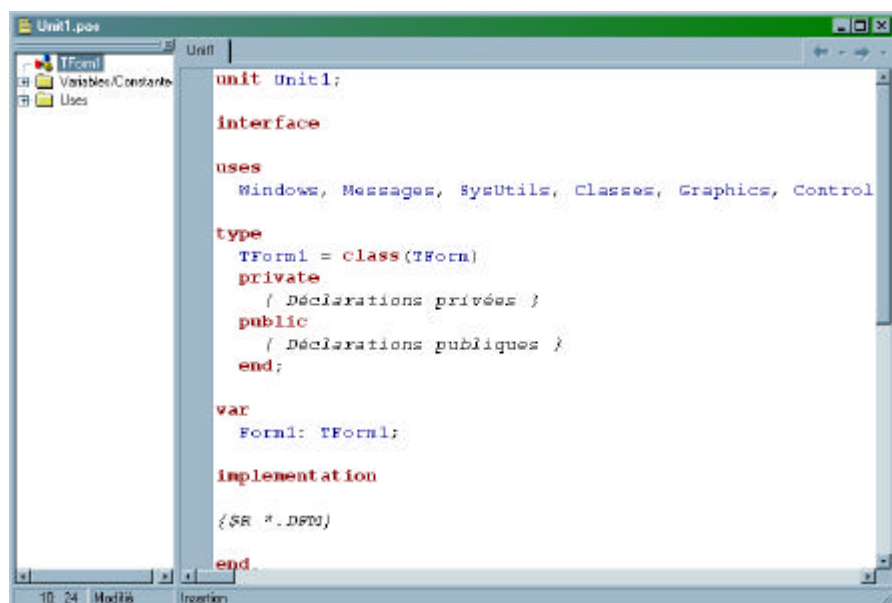 Unit1.pas
TForm1
Variables/Constante
Uses
Unit1
unit Unit1;
interface
uses
Windows, Messages, SysUtils, Classes, Graphics, Control
type
TForm1 = class(TForm)
private
{ Déclarations privées }
public
{ Déclarations publiques }
end;
var
Form1: TForm1;
implementation
{$R *.DFM}
end.
10: 24 Modifié Insertion